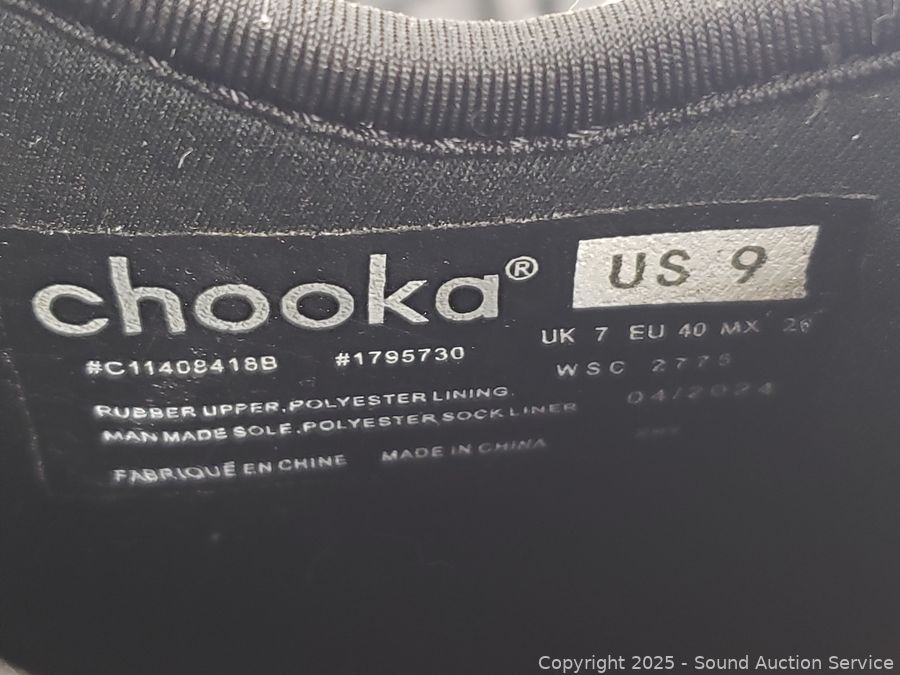 chooka®
US 9
UK 7 EU 40 MX 26
#C11408418B #1795730
WSC 2778
RUBBER UPPER, POLYESTER LINING.
04/2024
MAN MADE SOLE. POLYESTER SOCK LINER
FABRIQUÉ EN CHINE MADE IN CHINA
Copyright © 2025 - Sound Auction Service